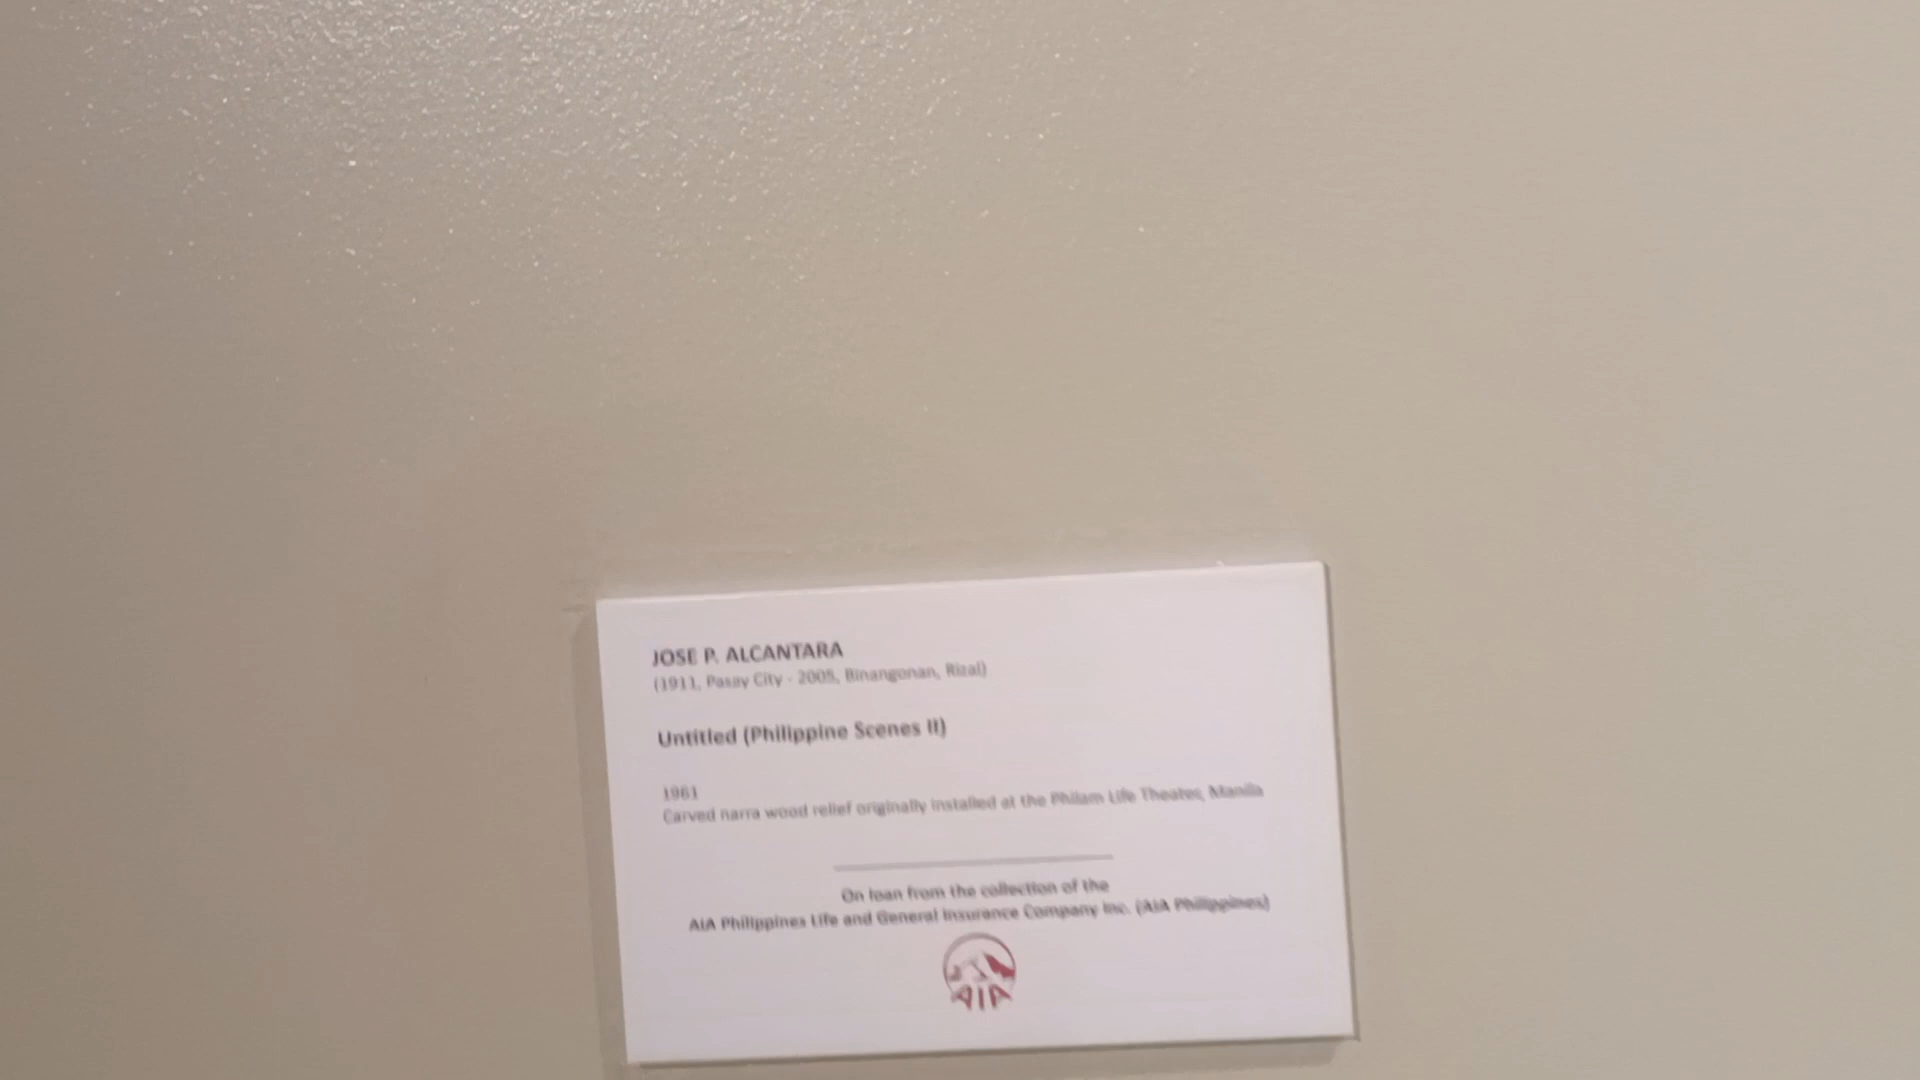 JOSE P. ALCANTARA
(1911, Pasay City - 2005, Binangonan, Rizal)
Untitled (Philippine Scenes II)
1961
Carved narra wood relief originally installed at the Philam Life Theater, Manila
On loan from the collection of the
AIA Philippines Life and General Insurance Company Inc. (AIA Philippines)
AIA